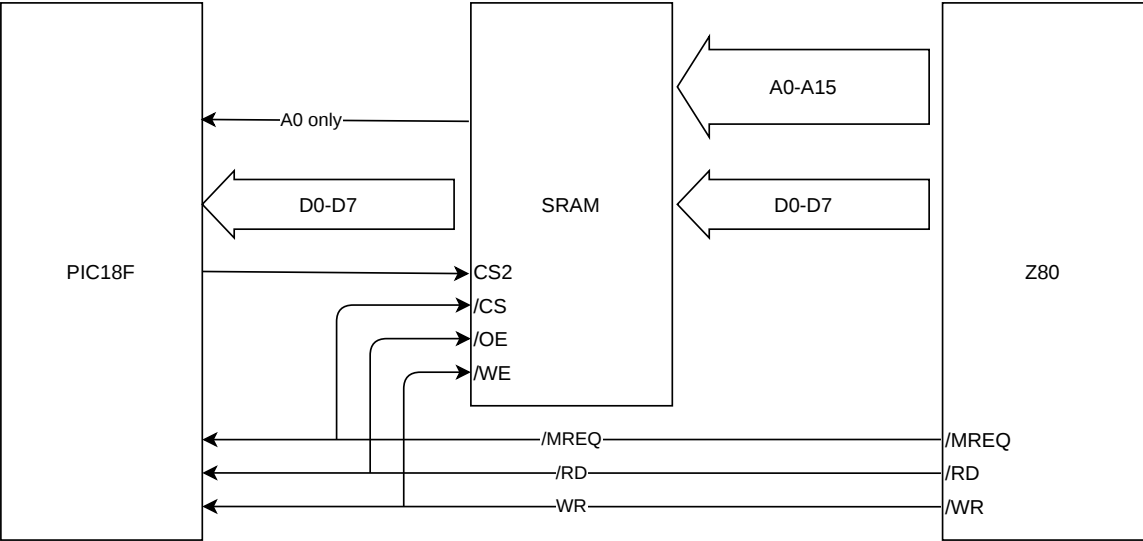 A0-A15
A0 only
D0-D7
SRAM
D0-D7
PIC18F
CS2
Z80
/CS
/OE
/WE
/MREQ
/MREQ
/RD
/RD
WR
/WR